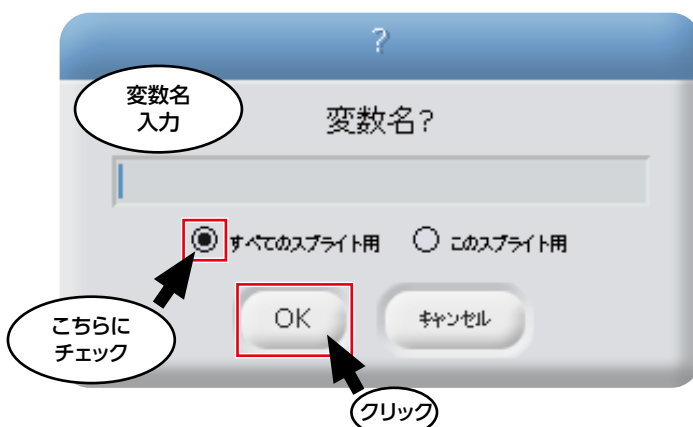 ?
変数名
入力
変数名?
すべてのスプライト用
このスプライト用
こちらに
チェック
OK
キャンセル
クリック